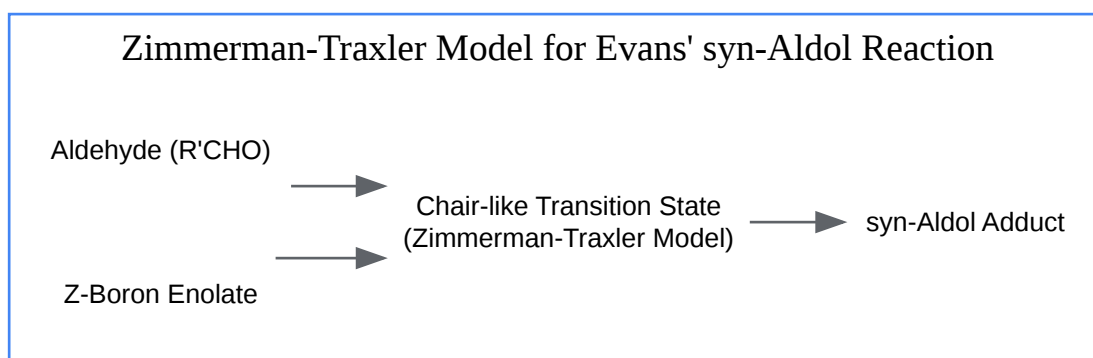 Zimmerman-Traxler Model for Evans' syn-Aldol Reaction
Aldehyde (R'CHO)
Chair-like Transition State
(Zimmerman-Traxler Model)
syn-Aldol Adduct
Z-Boron Enolate